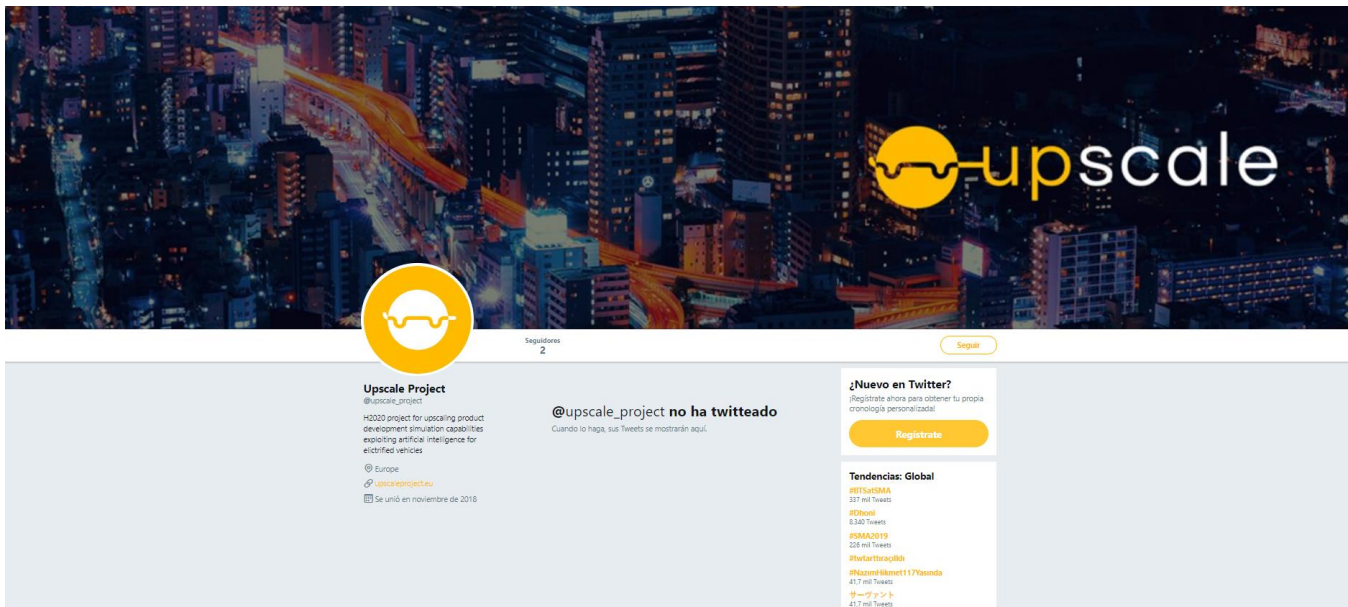 upscale
Seguidores
2
Seguir
Upscale Project
@upscale_project
H2020 project for upscaling product
development simulation capabilities
exploiting artificial intelligence for
elictrified vehicles
Europe
upscaleproject.eu
Se unió en noviembre de 2018
@upscale_project no ha twitteado
Cuando lo haga, sus Tweets se mostrarán aquí.
¿Nuevo en Twitter?
¡Regístrate ahora para obtener tu propia
cronología personalizada!
Regístrate
Tendencias: Global
#BTSatSMA
337 mil Tweets
#Dhoni
8.340 Tweets
#SMA2019
226 mil Tweets
#NazımHikmet117Yaşında
41,7 mil Tweets
サーヴァント
41,7 mil Tweets